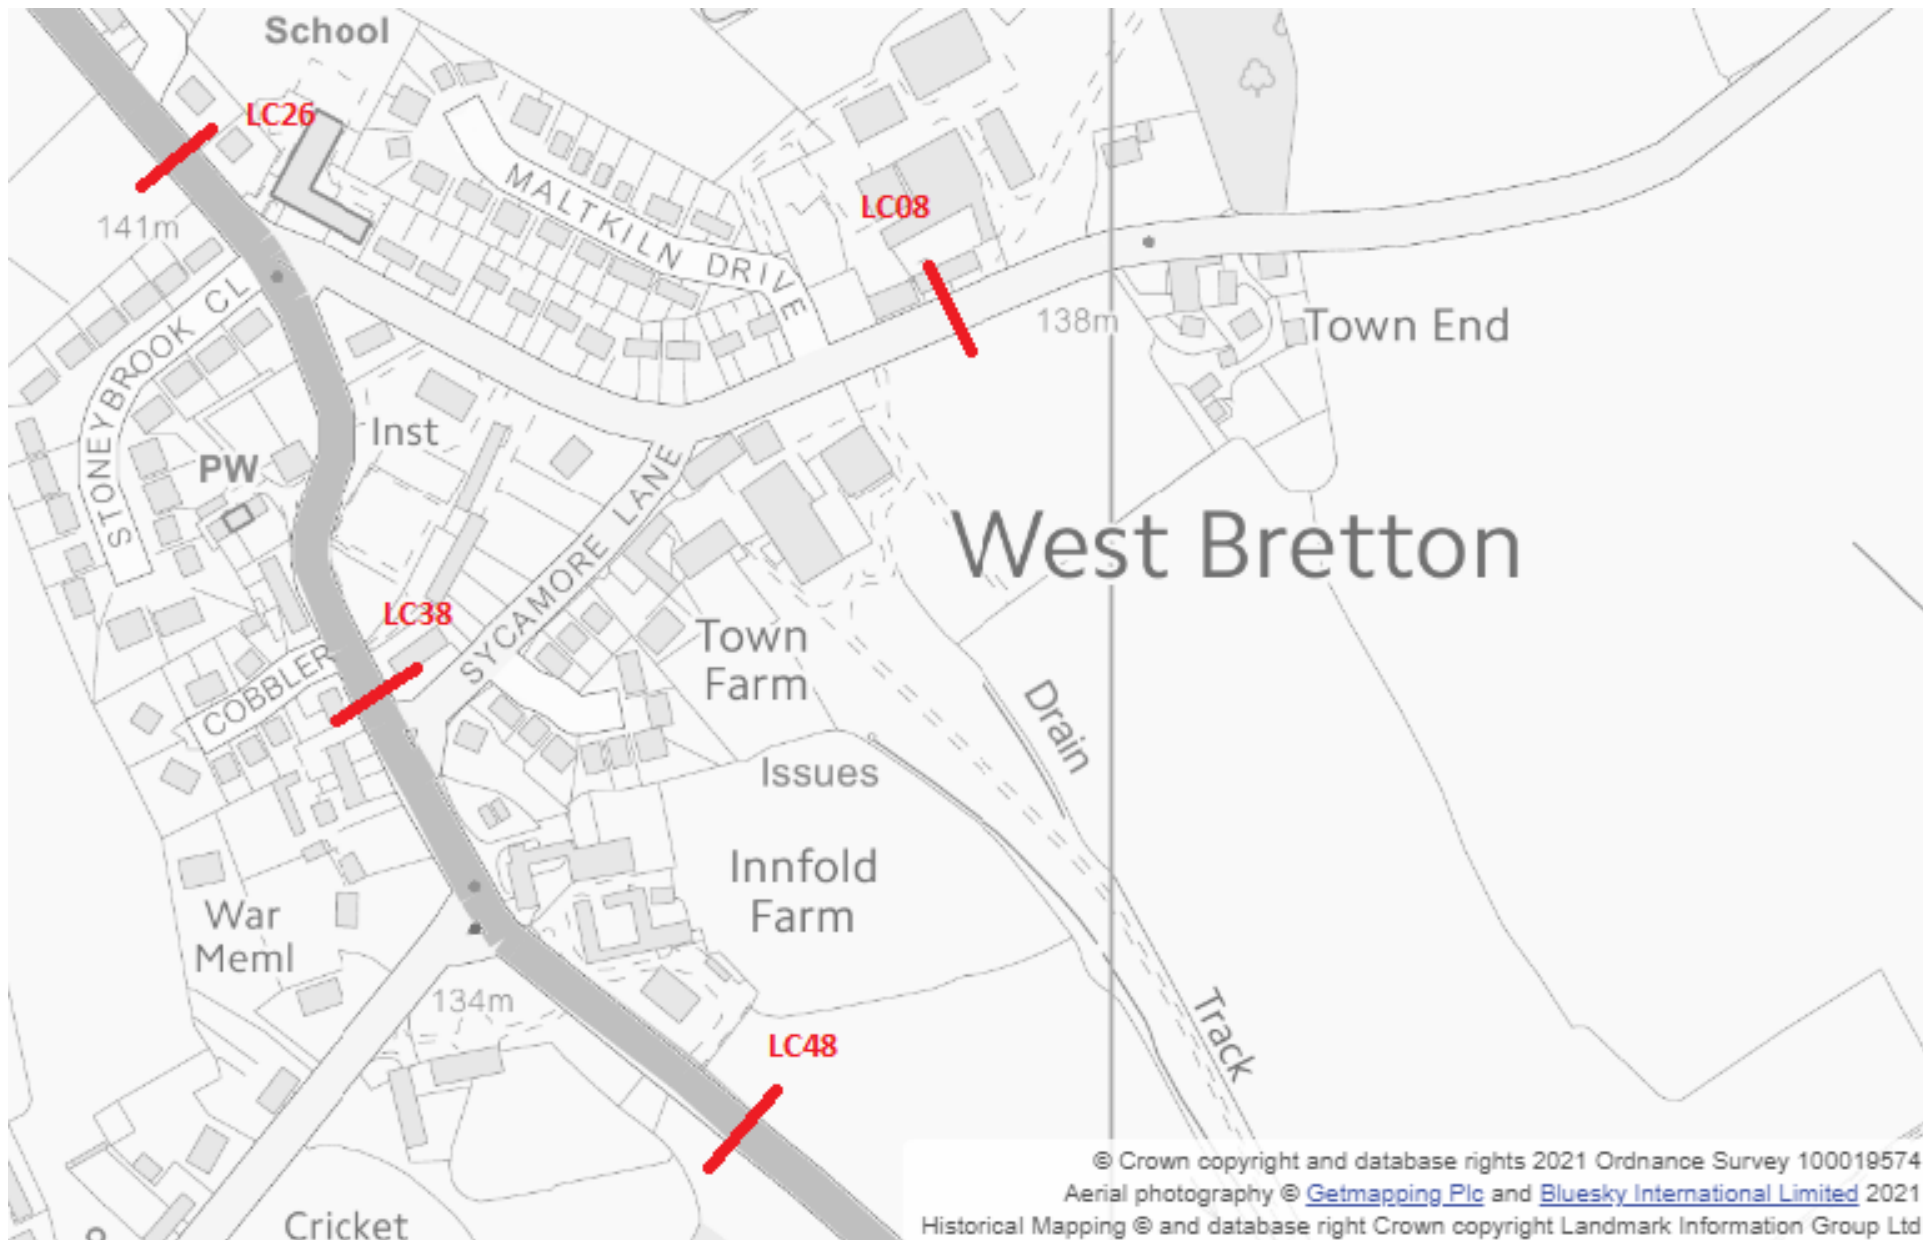 School
LC26
MALTKILN DRIVE
LC08
141m
STONEYBROOK CL
138m
Town End
Inst
PW
West Bretton
SYCAMORE LANE
LC38
Town
Farm
COBBLER
Drain
Issues
Innfold
Farm
War
Meml
134m
Track
LC48
Cricket
© Crown copyright and database rights 2021 Ordnance Survey 100019574
Aerial photography © Getmapping Plc and Bluesky International Limited 2021
Historical Mapping © and database right Crown copyright Landmark Information Group Ltd